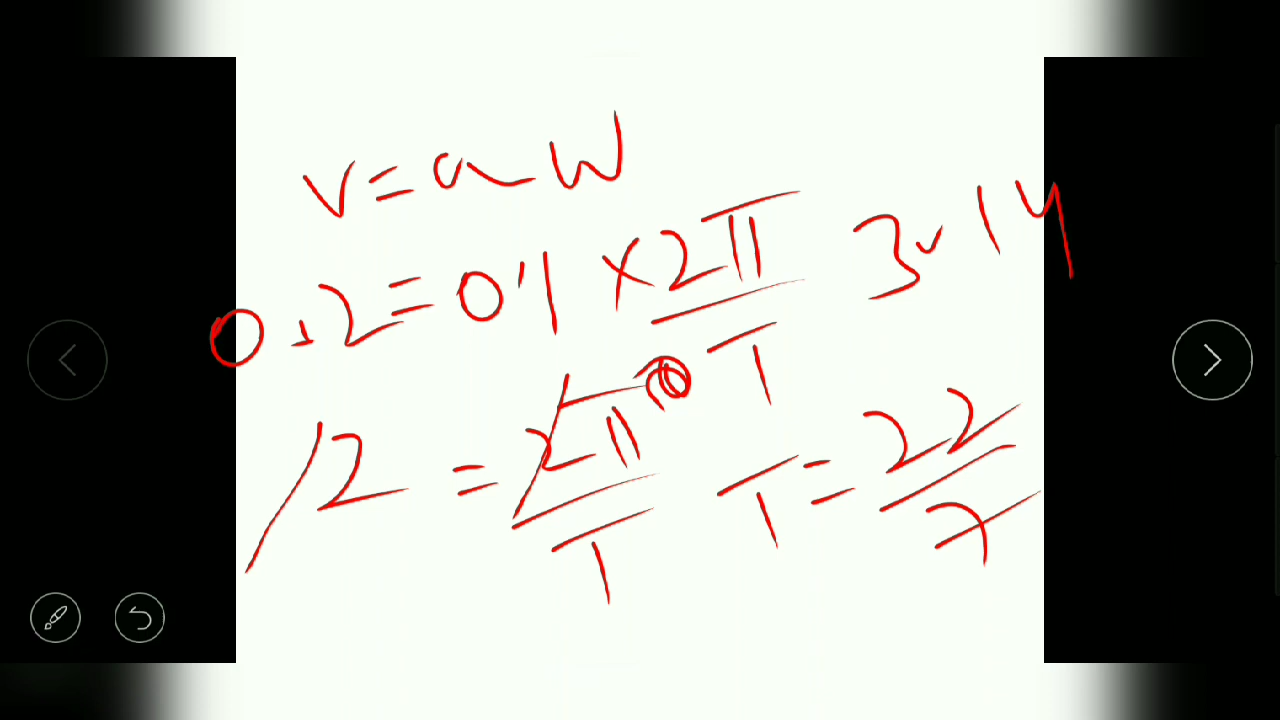 v = a w
0.2 = 0.1 × 2π / T 3.14
2 = 2π / T T = 22 / 7